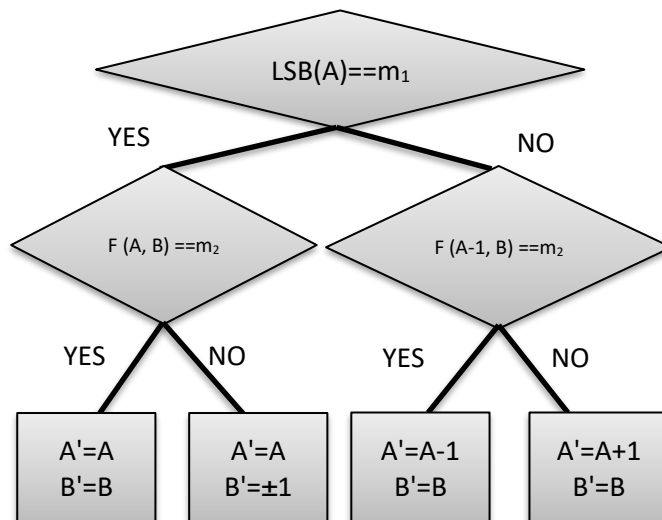 LSB(A)==m₁
YES
NO
F (A, B) ==m₂
F (A-1, B) ==m₂
YES
NO
YES
NO
A'=A
B'=B
A'=A
B'=±1
A'=A-1
B'=B
A'=A+1
B'=B